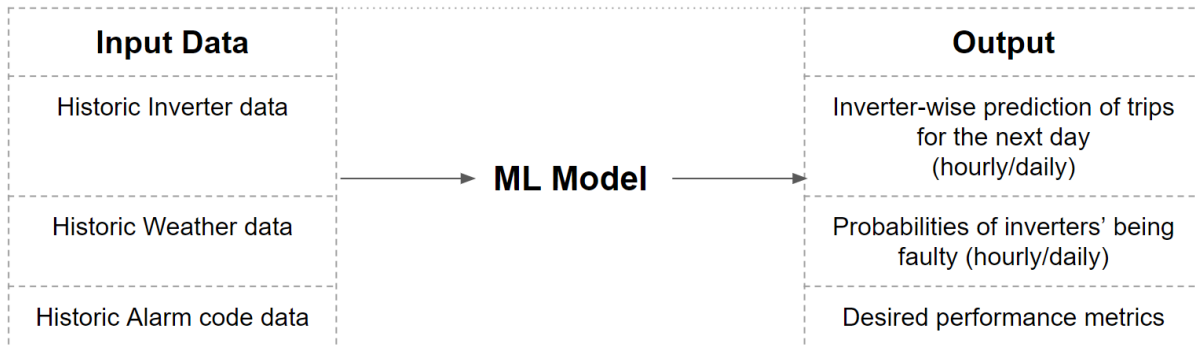 Input Data
Historic Inverter data
Historic Weather data
Historic Alarm code data
ML Model
Output
Inverter-wise prediction of trips
for the next day
(hourly/daily)
Probabilities of inverters’ being
faulty (hourly/daily)
Desired performance metrics